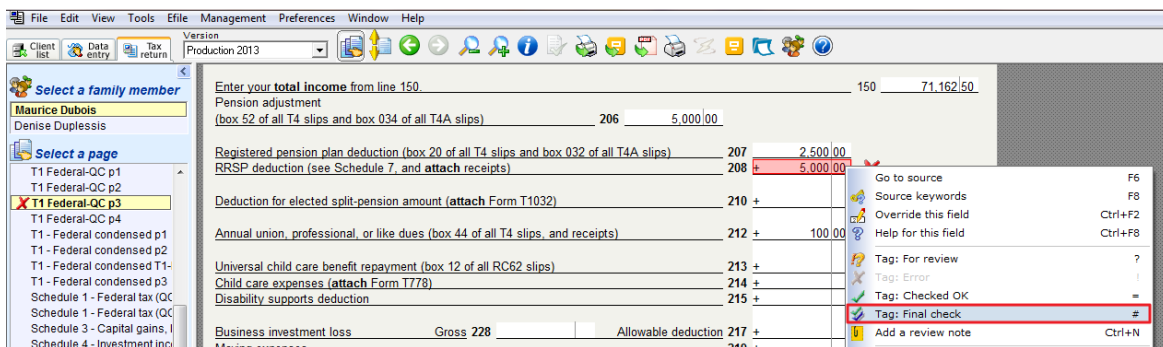 File Edit View Tools Efile Management Preferences Window Help
Client list
Data entry
Tax return
Version
Production 2013
Select a family member
Maurice Dubois
Denise Duplessis
Select a page
T1 Federal-QC p1
T1 Federal-QC p2
T1 Federal-QC p3
T1 Federal-QC p4
T1 - Federal condensed p1
T1 - Federal condensed p2
T1 - Federal condensed T1-
T1 - Federal condensed p3
Schedule 1 - Federal tax (QC
Schedule 1 - Federal tax (QC
Schedule 3 - Capital gains, l
Schedule 4 - Investment inc
Enter your total income from line 150. 150 71,162 50
Pension adjustment
(box 52 of all T4 slips and box 034 of all T4A slips) 206 5,000 00
Registered pension plan deduction (box 20 of all T4 slips and box 032 of all T4A slips) 207 2,500 00
RRSP deduction (see Schedule 7, and attach receipts) 208 + 5,000 00
Deduction for elected split-pension amount (attach Form T1032) 210 +
Annual union, professional, or like dues (box 44 of all T4 slips, and receipts) 212 + 100 00
Universal child care benefit repayment (box 12 of all RC62 slips) 213 +
Child care expenses (attach Form T778) 214 +
Disability supports deduction 215 +
Business investment loss Gross 228 Allowable deduction 217 +
Moving expenses 219 +
Go to source F6
Source keywords F8
Override this field Ctrl+F2
Help for this field Ctrl+F8
Tag: For review ?
Tag: Error !
Tag: Checked OK =
Tag: Final check #
Add a review note Ctrl+N